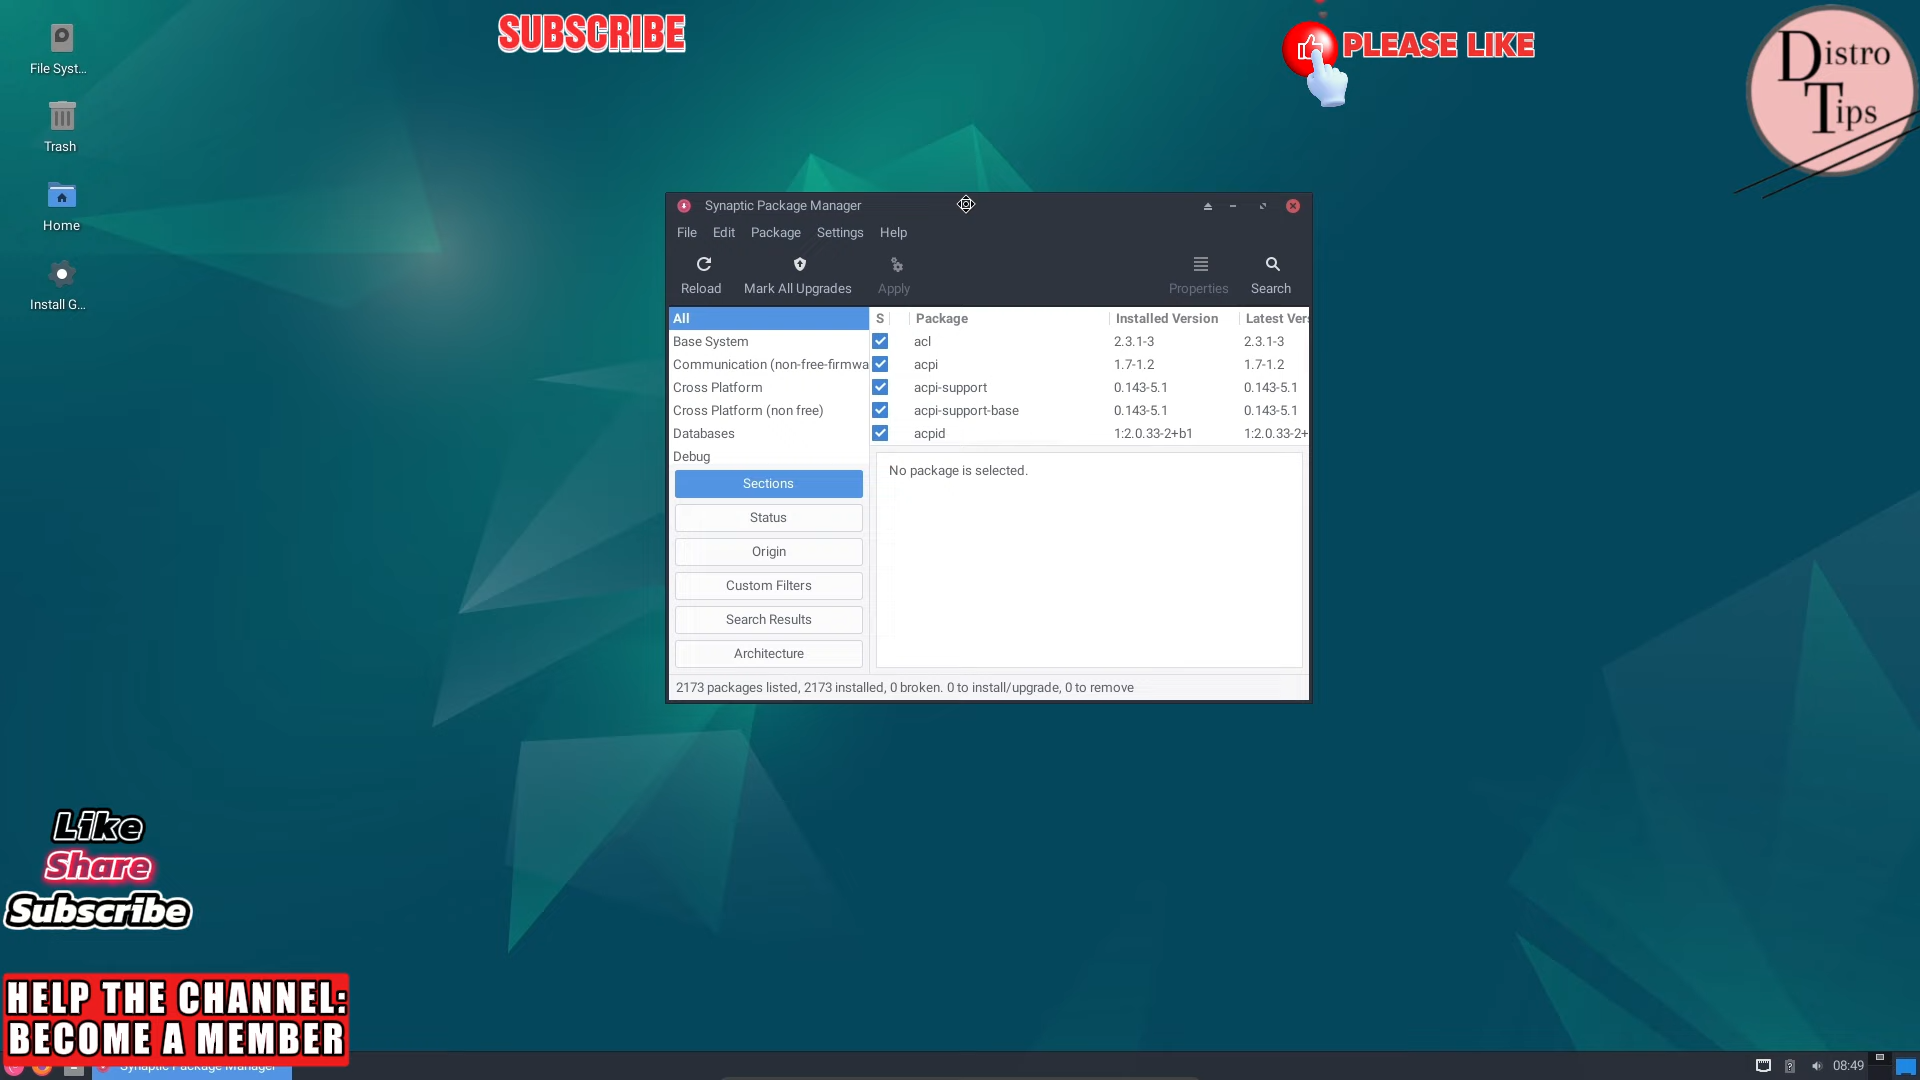 SUBSCRIBE
PLEASE LIKE
Distro
Tips
File Syst...
Trash
Home
Install G...
Synaptic Package Manager
File Edit Package Settings Help
Reload Mark All Upgrades Apply Properties Search
All
Base System
Communication (non-free-firmwa
Cross Platform
Cross Platform (non free)
Databases
Debug
Sections
Status
Origin
Custom Filters
Search Results
Architecture
S Package Installed Version Latest Ver
acl 2.3.1-3 2.3.1-3
acpi 1.7-1.2 1.7-1.2
acpi-support 0.143-5.1 0.143-5.1
acpi-support-base 0.143-5.1 0.143-5.1
acpid 1:2.0.33-2+b1 1:2.0.33-2+
No package is selected.
2173 packages listed, 2173 installed, 0 broken. 0 to install/upgrade, 0 to remove
Like
Share
Subscribe
HELP THE CHANNEL:
BECOME A MEMBER
Synaptic Package Manager
08:49